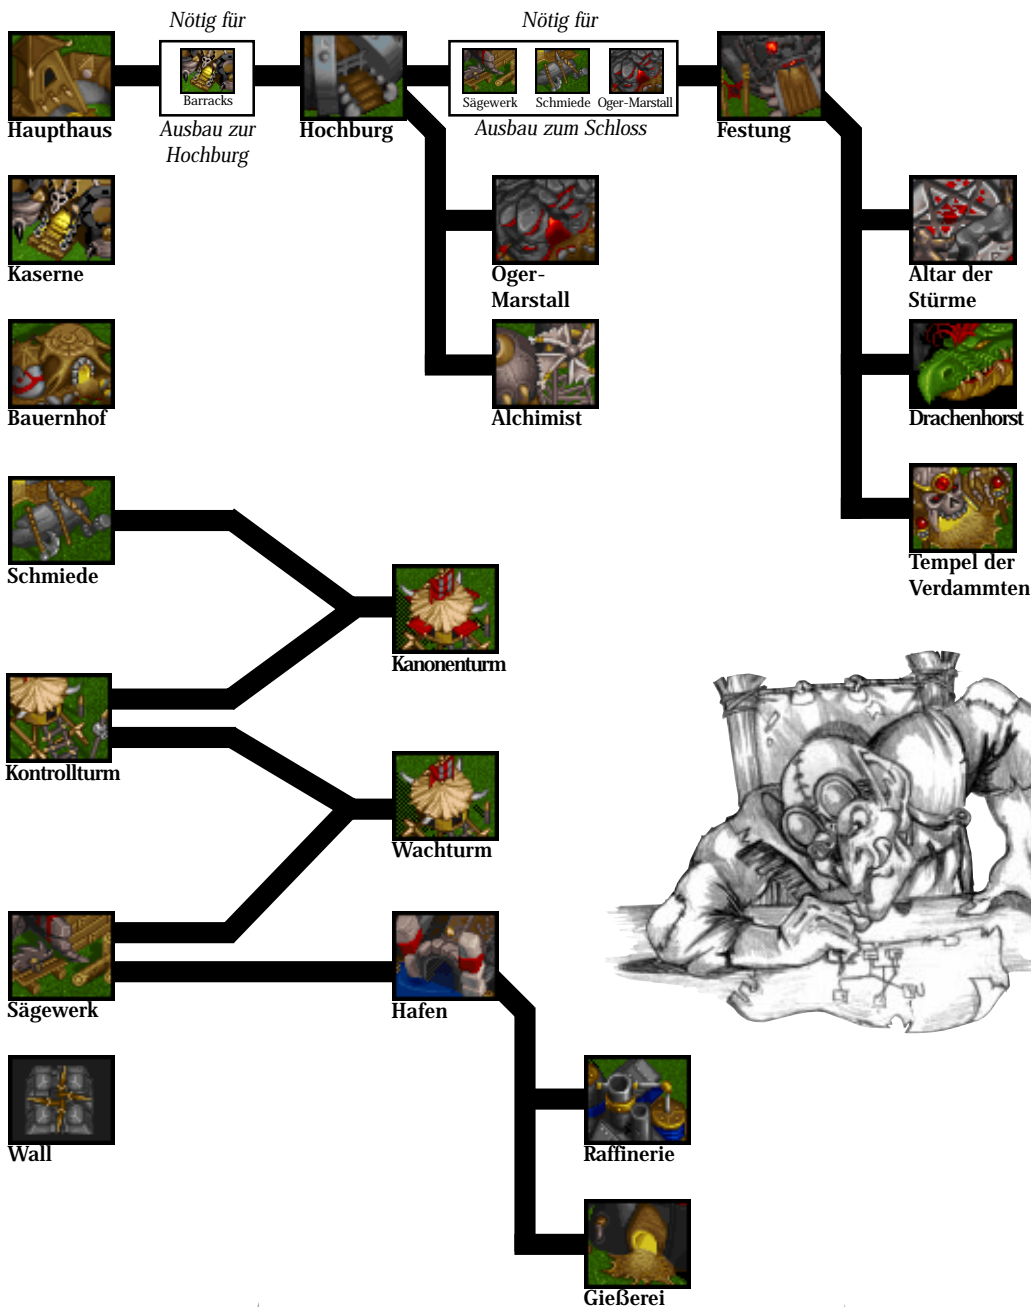 Nötig für
Nötig für
Barracks
Sägewerk
Schmiede
Oger-Marstall
Haupthaus
Ausbau zur
Hochburg
Hochburg
Ausbau zum Schloss
Festung
Kaserne
Oger-
Marstall
Altar der
Stürme
Bauernhof
Alchimist
Drachenhorst
Schmiede
Tempel der
Verdammten
Kanonenturm
Kontrollturm
Wachturm
Sägewerk
Hafen
Wall
Raffinerie
Gießerei